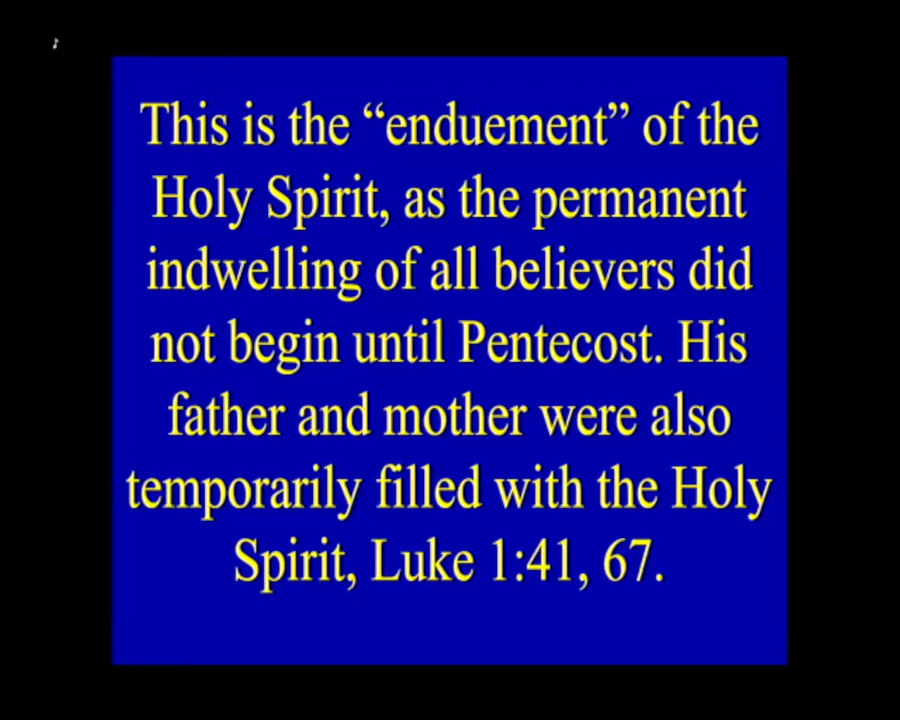 This is the “enduement” of the
Holy Spirit, as the permanent
indwelling of all believers did
not begin until Pentecost. His
father and mother were also
temporarily filled with the Holy
Spirit, Luke 1:41, 67.